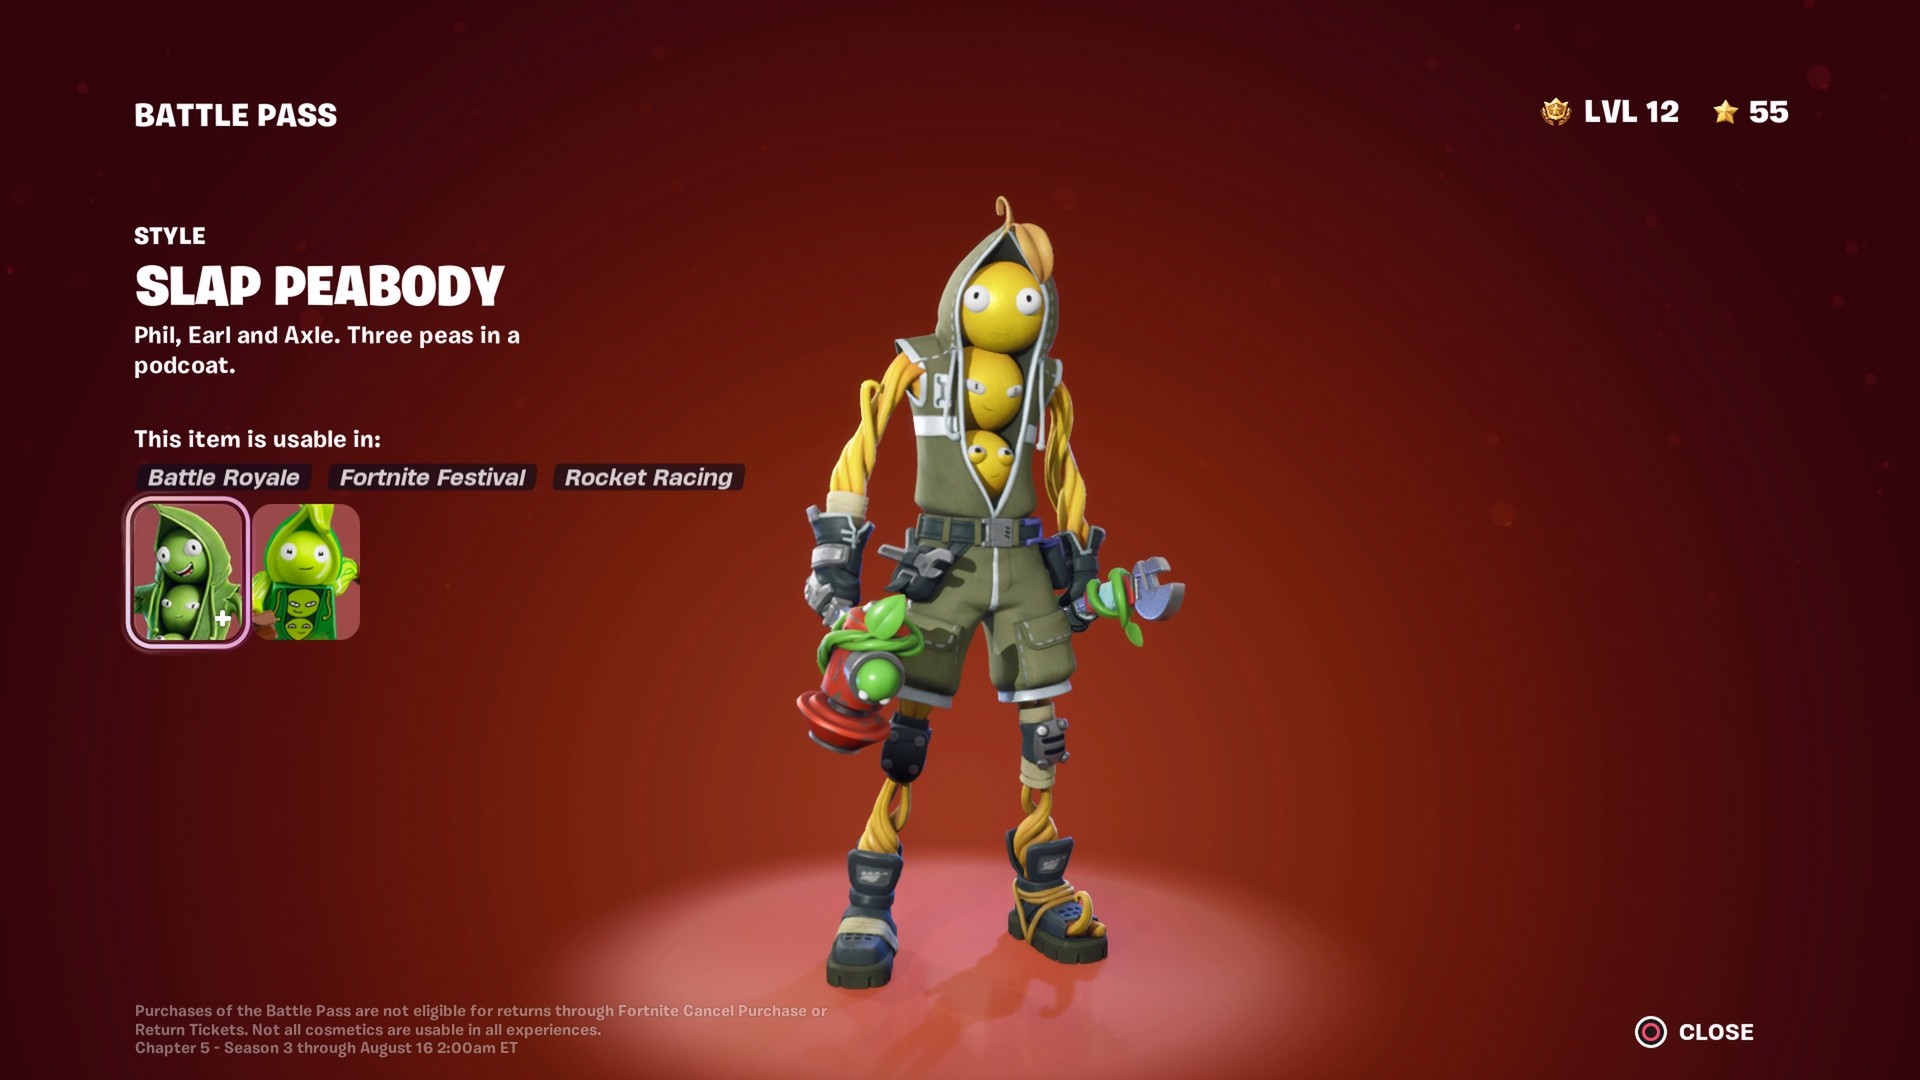 BATTLE PASS
LVL 12
55
STYLE
SLAP PEABODY
Phil, Earl and Axle. Three peas in a
podcoat.
This item is usable in:
Battle Royale
Fortnite Festival
Rocket Racing
Purchases of the Battle Pass are not eligible for returns through Fortnite Cancel Purchase or
Return Tickets. Not all cosmetics are usable in all experiences.
Chapter 5 - Season 3 through August 16 2:00am ET
CLOSE